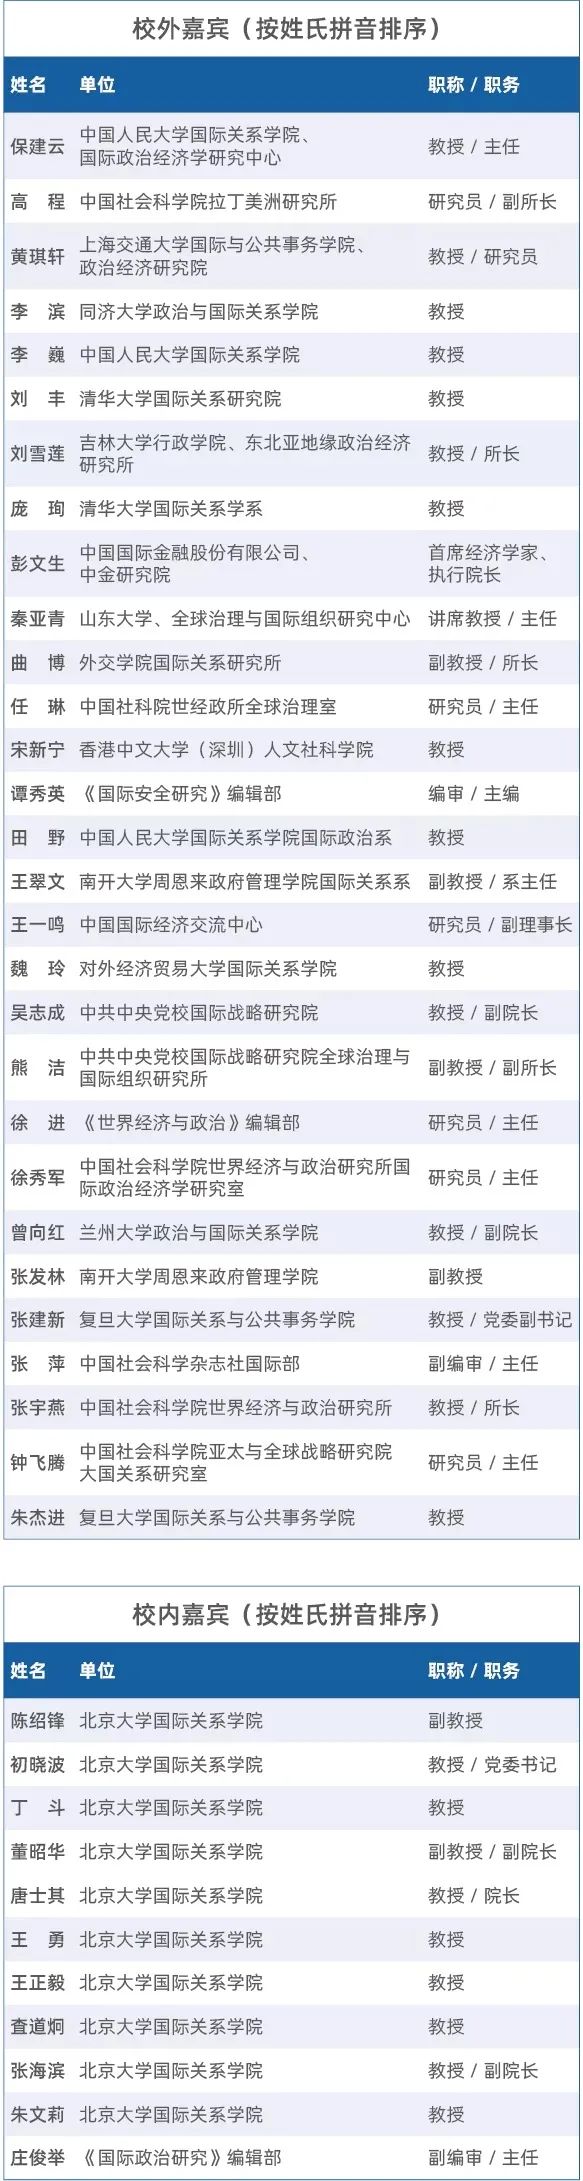 校外嘉宾（按姓氏拼音排序）
姓名 单位 职称 / 职务
保建云 中国人民大学国际关系学院、
国际政治经济学研究中心 教授 / 主任
高 程 中国社会科学院拉丁美洲研究所 研究员 / 副所长
黄琪轩 上海交通大学国际与公共事务学院、
政治经济研究院 教授 / 研究员
李 滨 同济大学政治与国际关系学院 教授
李 巍 中国人民大学国际关系学院 教授
刘 丰 清华大学国际关系研究院 教授
刘雪莲 吉林大学行政学院、东北亚地缘政治经济
研究所 教授 / 所长
庞 珣 清华大学国际关系学系 教授
彭文生 中国国际金融股份有限公司、
中金研究院 首席经济学家、
执行院长
秦亚青 山东大学、全球治理与国际组织研究中心 讲席教授 / 主任
曲 博 外交学院国际关系研究所 副教授 / 所长
任 琳 中国社科院世经政所全球治理室 研究员 / 主任
宋新宁 香港中文大学（深圳）人文社科学院 教授
谭秀英 《国际安全研究》编辑部 编审 / 主编
田 野 中国人民大学国际关系学院国际政治系 教授
王翠文 南开大学周恩来政府管理学院国际关系系 副教授 / 系主任
王一鸣 中国国际经济交流中心 研究员 / 副理事长
魏 玲 对外经济贸易大学国际关系学院 教授
吴志成 中共中央党校国际战略研究院 教授 / 副院长
熊 洁 中共中央党校国际战略研究院全球治理与
国际组织研究所 副教授 / 副所长
徐 进 《世界经济与政治》编辑部 研究员 / 主任
徐秀军 中国社会科学院世界经济与政治研究所国
际政治经济学研究室 研究员 / 主任
曾向红 兰州大学政治与国际关系学院 教授 / 副院长
张发林 南开大学周恩来政府管理学院 副教授
张建新 复旦大学国际关系与公共事务学院 教授 / 党委副书记
张 萍 中国社会科学杂志社国际部 副编审 / 主任
张宇燕 中国社会科学院世界经济与政治研究所 教授 / 所长
钟飞腾 中国社会科学院亚太与全球战略研究院
大国关系研究室 研究员 / 主任
朱杰进 复旦大学国际关系与公共事务学院 教授
校内嘉宾（按姓氏拼音排序）
姓名 单位 职称 / 职务
陈绍锋 北京大学国际关系学院 副教授
初晓波 北京大学国际关系学院 教授 / 党委书记
丁 斗 北京大学国际关系学院 教授
董昭华 北京大学国际关系学院 副教授 / 副院长
唐士其 北京大学国际关系学院 教授 / 院长
王 勇 北京大学国际关系学院 教授
王正毅 北京大学国际关系学院 教授
查道炯 北京大学国际关系学院 教授
张海滨 北京大学国际关系学院 教授 / 副院长
朱文莉 北京大学国际关系学院 教授
庄俊举 《国际政治研究》编辑部 副编审 / 主任